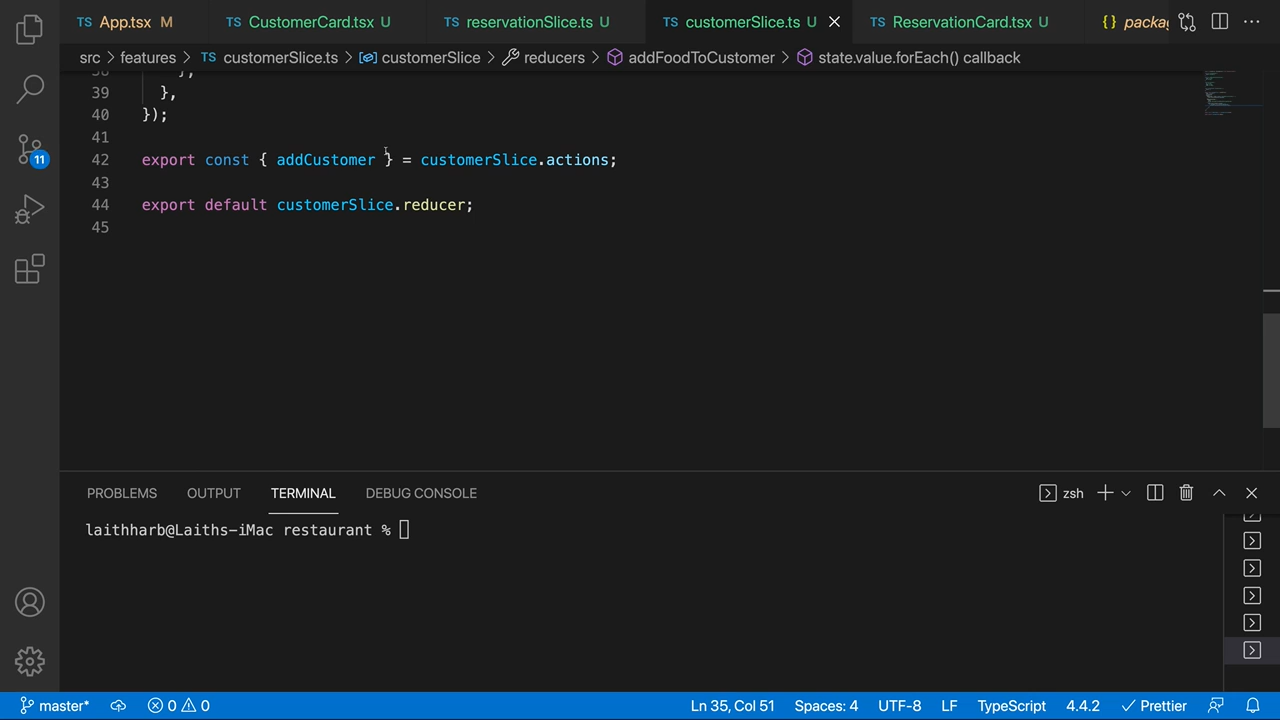 TS App.tsx M
TS CustomerCard.tsx U
TS reservationSlice.ts U
TS customerSlice.ts U
TS ReservationCard.tsx U
{} packag
src > features > TS customerSlice.ts > customerSlice > reducers > addFoodToCustomer > state.value.forEach() callback
39 },
40 });
41
42 export const { addCustomer } = customerSlice.actions;
43
44 export default customerSlice.reducer;
45
11
PROBLEMS OUTPUT TERMINAL DEBUG CONSOLE
zsh
laithharb@Laiths-iMac restaurant %
master* 0 0 Ln 35, Col 51 Spaces: 4 UTF-8 LF TypeScript 4.4.2 Prettier